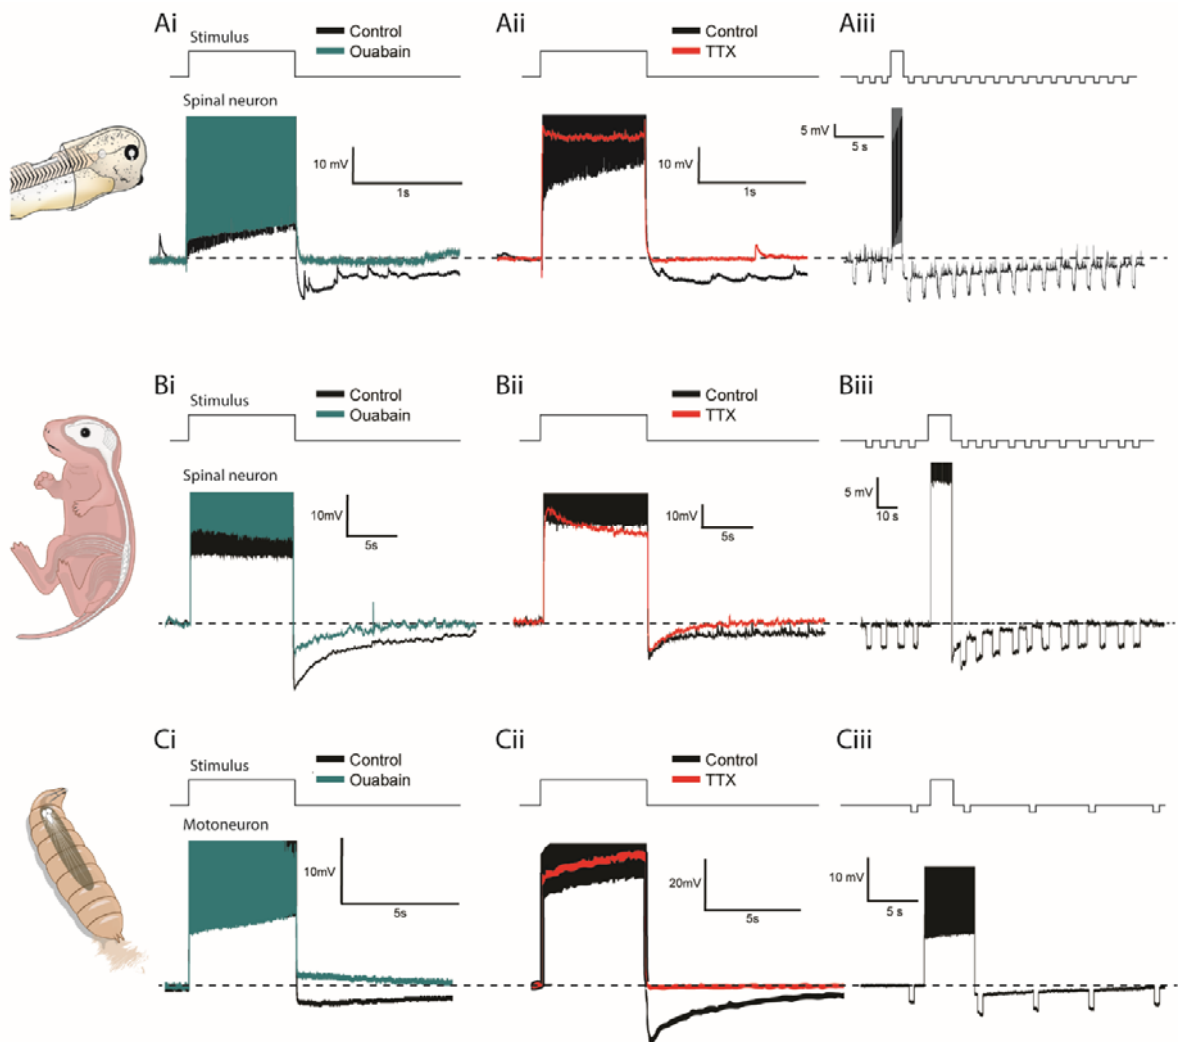 Ai
Stimulus
Control
Ouabain
Spinal neuron
10 mV
1s
Aii
Control
TTX
10 mV
1s
Aiii
5 mV
5 s
Bi
Stimulus
Control
Ouabain
Spinal neuron
10mV
5s
Bii
Control
TTX
10mV
5s
Biii
5 mV
10 s
Ci
Stimulus
Control
Ouabain
Motoneuron
10mV
5s
Cii
Control
TTX
20mV
5s
Ciii
10 mV
5 s